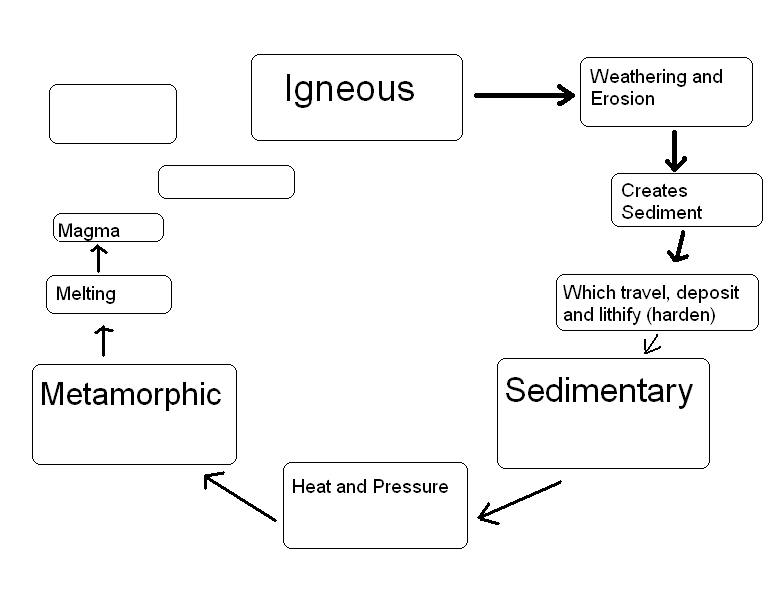 Igneous
Weathering and
Erosion
Creates
Sediment
Which travel, deposit
and lithify (harden)
Sedimentary
Heat and Pressure
Metamorphic
Melting
Magma